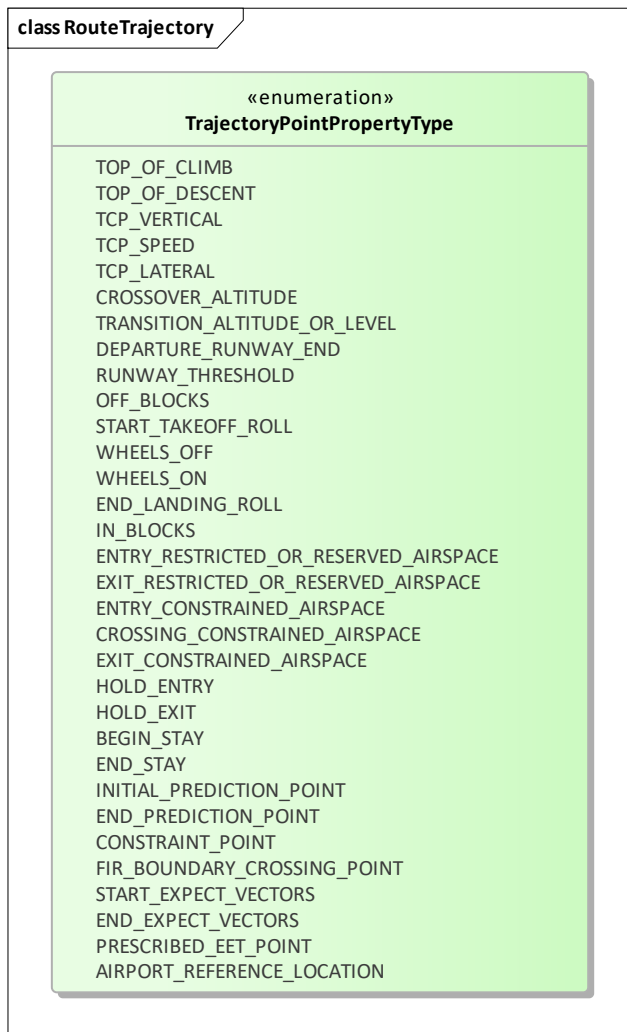 class RouteTrajectory
«enumeration»
TrajectoryPointPropertyType
TOP_OF_CLIMB
TOP_OF_DESCENT
TCP_VERTICAL
TCP_SPEED
TCP_LATERAL
CROSSOVER_ALTITUDE
TRANSITION_ALTITUDE_OR_LEVEL
DEPARTURE_RUNWAY_END
RUNWAY_THRESHOLD
OFF_BLOCKS
START_TAKEOFF_ROLL
WHEELS_OFF
WHEELS_ON
END_LANDING_ROLL
IN_BLOCKS
ENTRY_RESTRICTED_OR_RESERVED_AIRSPACE
EXIT_RESTRICTED_OR_RESERVED_AIRSPACE
ENTRY_CONSTRAINED_AIRSPACE
CROSSING_CONSTRAINED_AIRSPACE
EXIT_CONSTRAINED_AIRSPACE
HOLD_ENTRY
HOLD_EXIT
BEGIN_STAY
END_STAY
INITIAL_PREDICTION_POINT
END_PREDICTION_POINT
CONSTRAINT_POINT
FIR_BOUNDARY_CROSSING_POINT
START_EXPECT_VECTORS
END_EXPECT_VECTORS
PRESCRIBED_EET_POINT
AIRPORT_REFERENCE_LOCATION